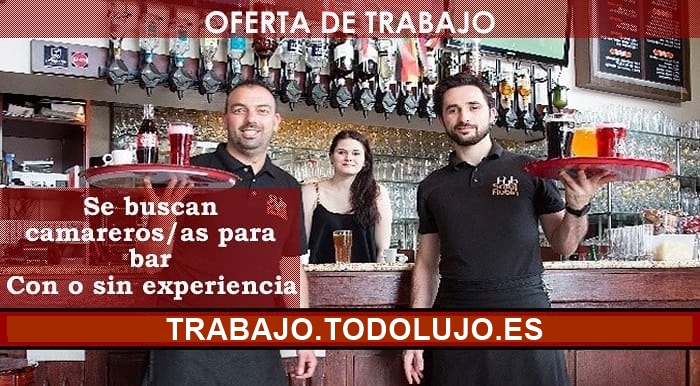 OFERTA DE TRABAJO
Se buscan
camareros/as para
bar
Con o sin experiencia
TRABAJO.TODOLUJO.ES